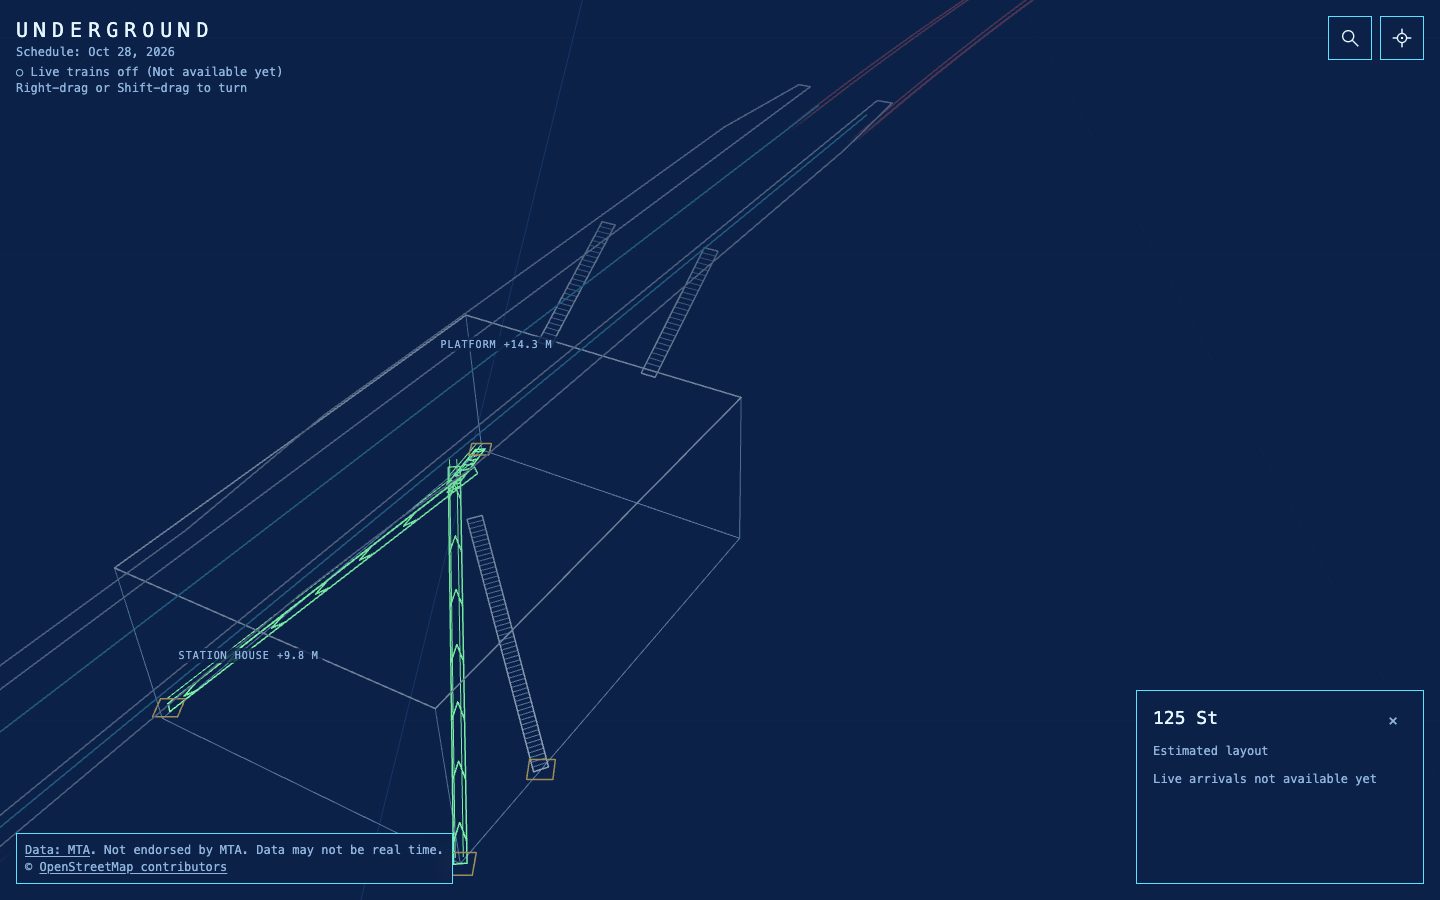 UNDERGROUND
Schedule: Oct 28, 2026
○ Live trains off (Not available yet)
Right-drag or Shift-drag to turn
PLATFORM +14.3 M
STATION HOUSE +9.8 M
125 St ×
Estimated layout
Live arrivals not available yet
Data: MTA. Not endorsed by MTA. Data may not be real time.
© OpenStreetMap contributors